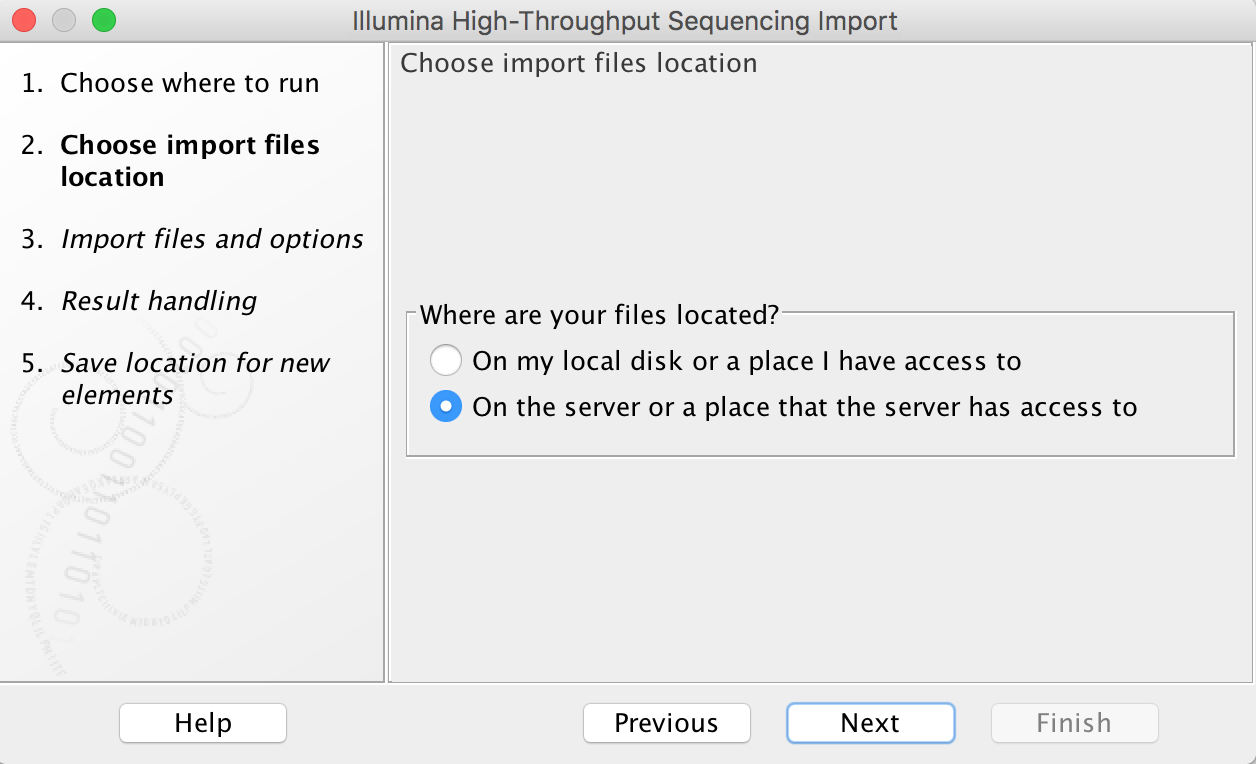 Illumina High-Throughput Sequencing Import
1. Choose where to run
2. Choose import files
location
3. Import files and options
4. Result handling
5. Save location for new
elements
Choose import files location
Where are your files located?
On my local disk or a place I have access to
On the server or a place that the server has access to
Help
Previous
Next
Finish